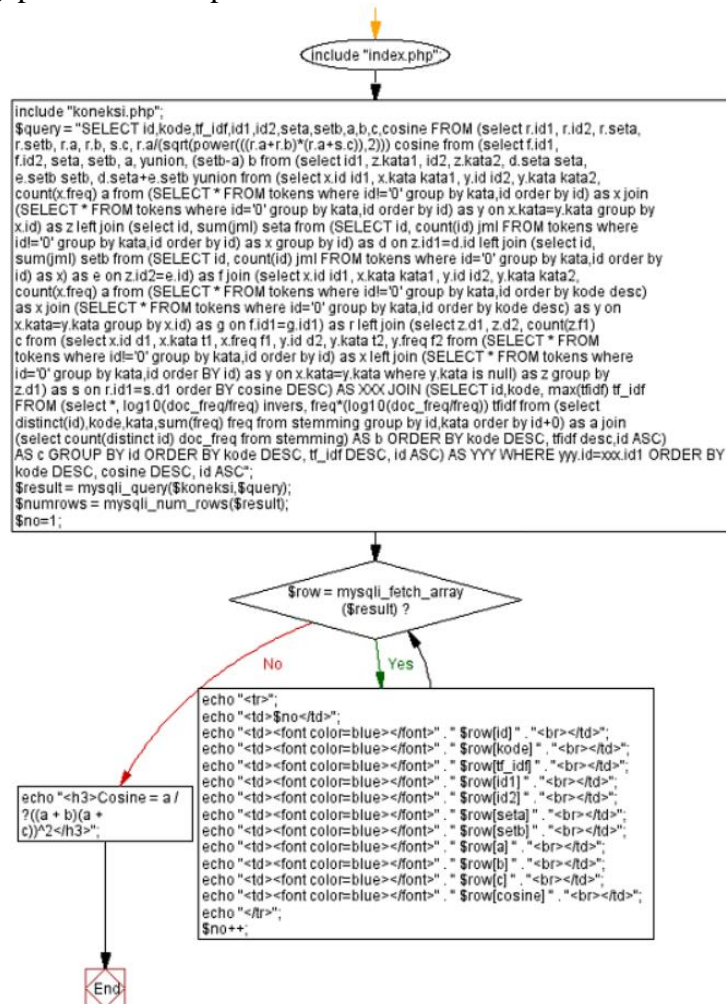 include "index.php";
include "koneksi.php";
$query = "SELECT id,kode,tf_idf,id1,id2,seta,setb,a,b,c,cosine FROM (select r.id1, r.id2, r.seta,
r.setb, r.a, r.b, s.c, r.a/(sqrt(power(((r.a+r.b)*(r.a+s.c)),2))) cosine from (select f.id1,
f.id2, seta, setb, a, yunion, (setb-a) b from (select id1, z.kata1, id2, z.kata2, d.seta seta,
e.setb setb, d.seta+e.setb yunion from (select x.id id1, x.kata kata1, y.id id2, y.kata kata2,
count(x.freq) a from (SELECT * FROM tokens where id!='0' group by kata,id order by id) as x join
(SELECT * FROM tokens where id='0' group by kata,id order by id) as y on x.kata=y.kata group by
x.id) as z left join (select id, sum(jml) seta from (SELECT id, count(id) jml FROM tokens where
id!='0' group by kata,id order by id) as x group by id) as d on z.id1=d.id left join (select id,
sum(jml) setb from (SELECT id, count(id) jml FROM tokens where id='0' group by kata,id order by
id) as x) as e on z.id2=e.id) as f join (select x.id id1, x.kata kata1, y.id id2, y.kata kata2,
count(x.freq) a from (SELECT * FROM tokens where id!='0' group by kata,id order by kode desc)
as x join (SELECT * FROM tokens where id='0' group by kata,id order by kode desc) as y on
x.kata=y.kata group by x.id) as g on f.id1=g.id1) as r left join (select z.d1, z.d2, count(z.f1)
c from (select x.id d1, x.kata t1, x.freq f1, y.id d2, y.kata t2, y.freq f2 from (SELECT * FROM
tokens where id!='0' group by kata,id order by id) as x left join (SELECT * FROM tokens where
id='0' group by kata,id order BY id) as y on x.kata=y.kata where y.kata is null) as z group by
z.d1) as s on r.id1=s.d1 order BY cosine DESC) AS XXX JOIN (SELECT id,kode, max(tfidf) tf_idf
FROM (select *, log10(doc_freq/freq) invers, freq*(log10(doc_freq/freq)) tfidf from (select
distinct(id),kode,kata,sum(freq) freq from stemming group by id,kata order by id+0) as a join
(select count(distinct id) doc_freq from stemming) AS b ORDER BY kode DESC, tfidf desc,id ASC)
AS c GROUP BY id ORDER BY kode DESC, tf_idf DESC, id ASC) AS YYY WHERE yyy.id=xxx.id1 ORDER BY
kode DESC, cosine DESC, id ASC";
$result = mysqli_query($koneksi,$query);
$numrows = mysqli_num_rows($result);
$no=1;
$row = mysqli_fetch_array
($result) ?
No
Yes
echo "<tr>";
echo "<td>$no</td>";
echo "<td><font color=blue></font>" . " $row[id] " . "<br></td>";
echo "<td><font color=blue></font>" . " $row[kode] " . "<br></td>";
echo "<td><font color=blue></font>" . " $row[tf_idf] " . "<br></td>";
echo "<td><font color=blue></font>" . " $row[id1] " . "<br></td>";
echo "<td><font color=blue></font>" . " $row[id2] " . "<br></td>";
echo "<td><font color=blue></font>" . " $row[seta] " . "<br></td>";
echo "<td><font color=blue></font>" . " $row[setb] " . "<br></td>";
echo "<td><font color=blue></font>" . " $row[a] " . "<br></td>";
echo "<td><font color=blue></font>" . " $row[b] " . "<br></td>";
echo "<td><font color=blue></font>" . " $row[c] " . "<br></td>";
echo "<td><font color=blue></font>" . " $row[cosine] " . "<br></td>";
echo "</tr>";
$no++;
echo "<h3>Cosine = a /
?((a + b)(a +
c))^2</h3>";
End